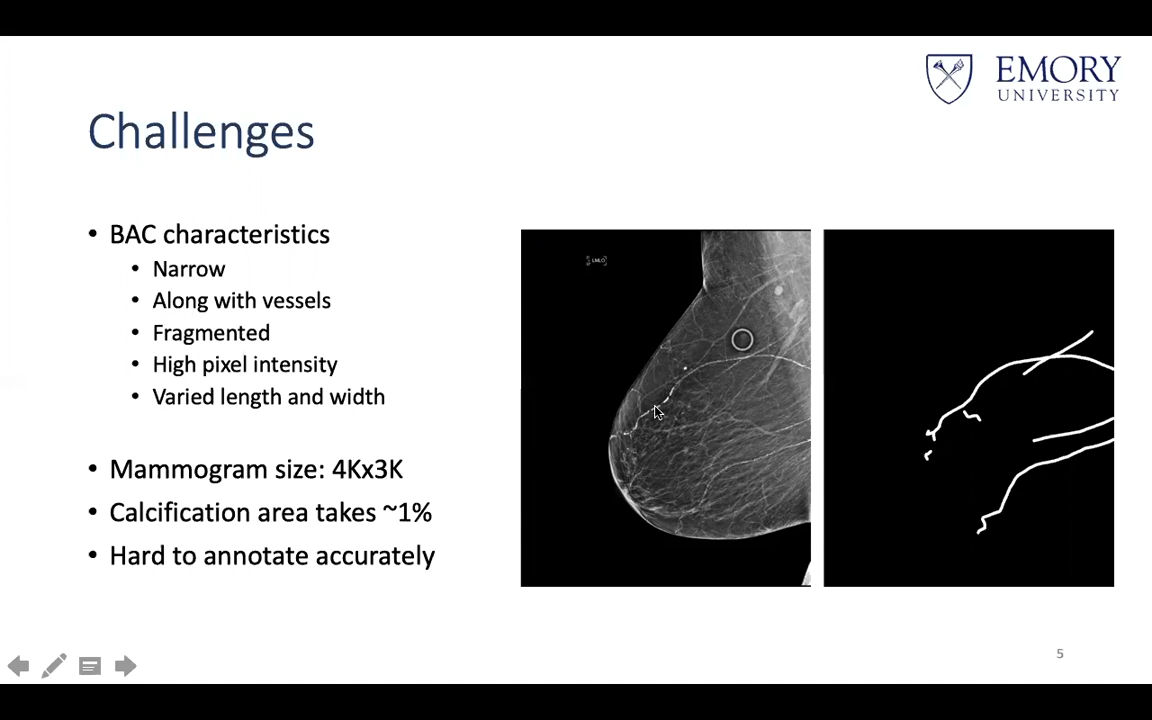 EMORY
UNIVERSITY
Challenges
• BAC characteristics
• Narrow
• Along with vessels
• Fragmented
• High pixel intensity
• Varied length and width
• Mammogram size: 4Kx3K
• Calcification area takes ~1%
• Hard to annotate accurately
LMLO
5